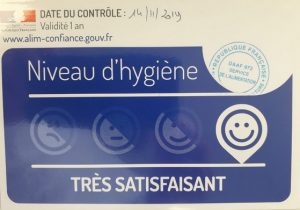 DATE DU CONTRÔLE : 14/11/2019
Validité 1 an
www.alim-confiance.gouv.fr
Niveau d'hygiène
RÉPUBLIQUE FRANÇAISE
SERVICE
DE L'ALIMENTATION
TRÈS SATISFAISANT